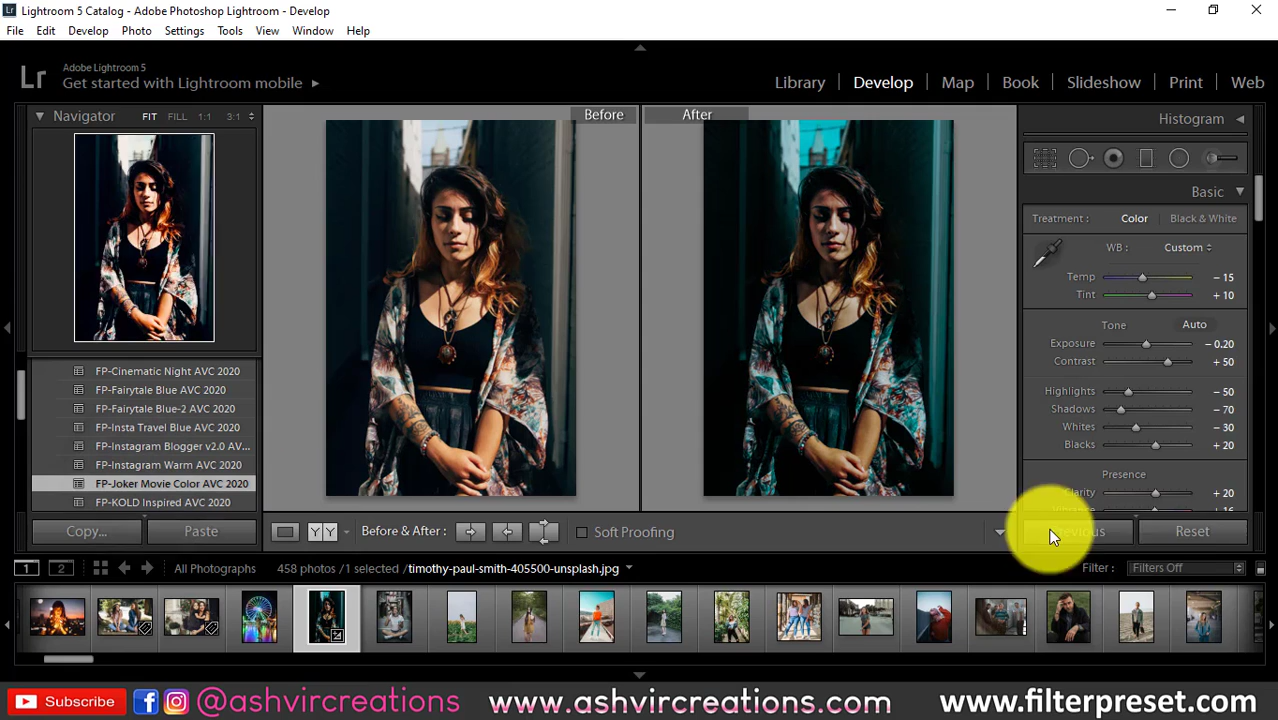 Lr Lightroom 5 Catalog - Adobe Photoshop Lightroom - Develop
File Edit Develop Photo Settings Tools View Window Help
Lr
Adobe Lightroom 5
Get started with Lightroom mobile
Library Develop Map Book Slideshow Print Web
Navigator FIT FILL 1:1 3:1
Before
After
Histogram
Basic
Treatment : Color Black & White
WB : Custom
Temp - 15
Tint + 10
Tone Auto
Exposure - 0.20
Contrast + 50
Highlights - 50
Shadows - 70
Whites - 30
Blacks + 20
Presence
Clarity + 20
FP-Cinematic Night AVC 2020
FP-Fairytale Blue AVC 2020
FP-Fairytale Blue-2 AVC 2020
FP-Insta Travel Blue AVC 2020
FP-Instagram Blogger v2.0 AV...
FP-Instagram Warm AVC 2020
FP-Joker Movie Color AVC 2020
FP-KOLD Inspired AVC 2020
Copy... Paste
YY Before & After : Soft Proofing
Previous Reset
1 2 All Photographs 458 photos /1 selected /timothy-paul-smith-405500-unsplash.jpg
Filter : Filters Off
Subscribe @ashvircreations www.ashvircreations.com www.filterpreset.com